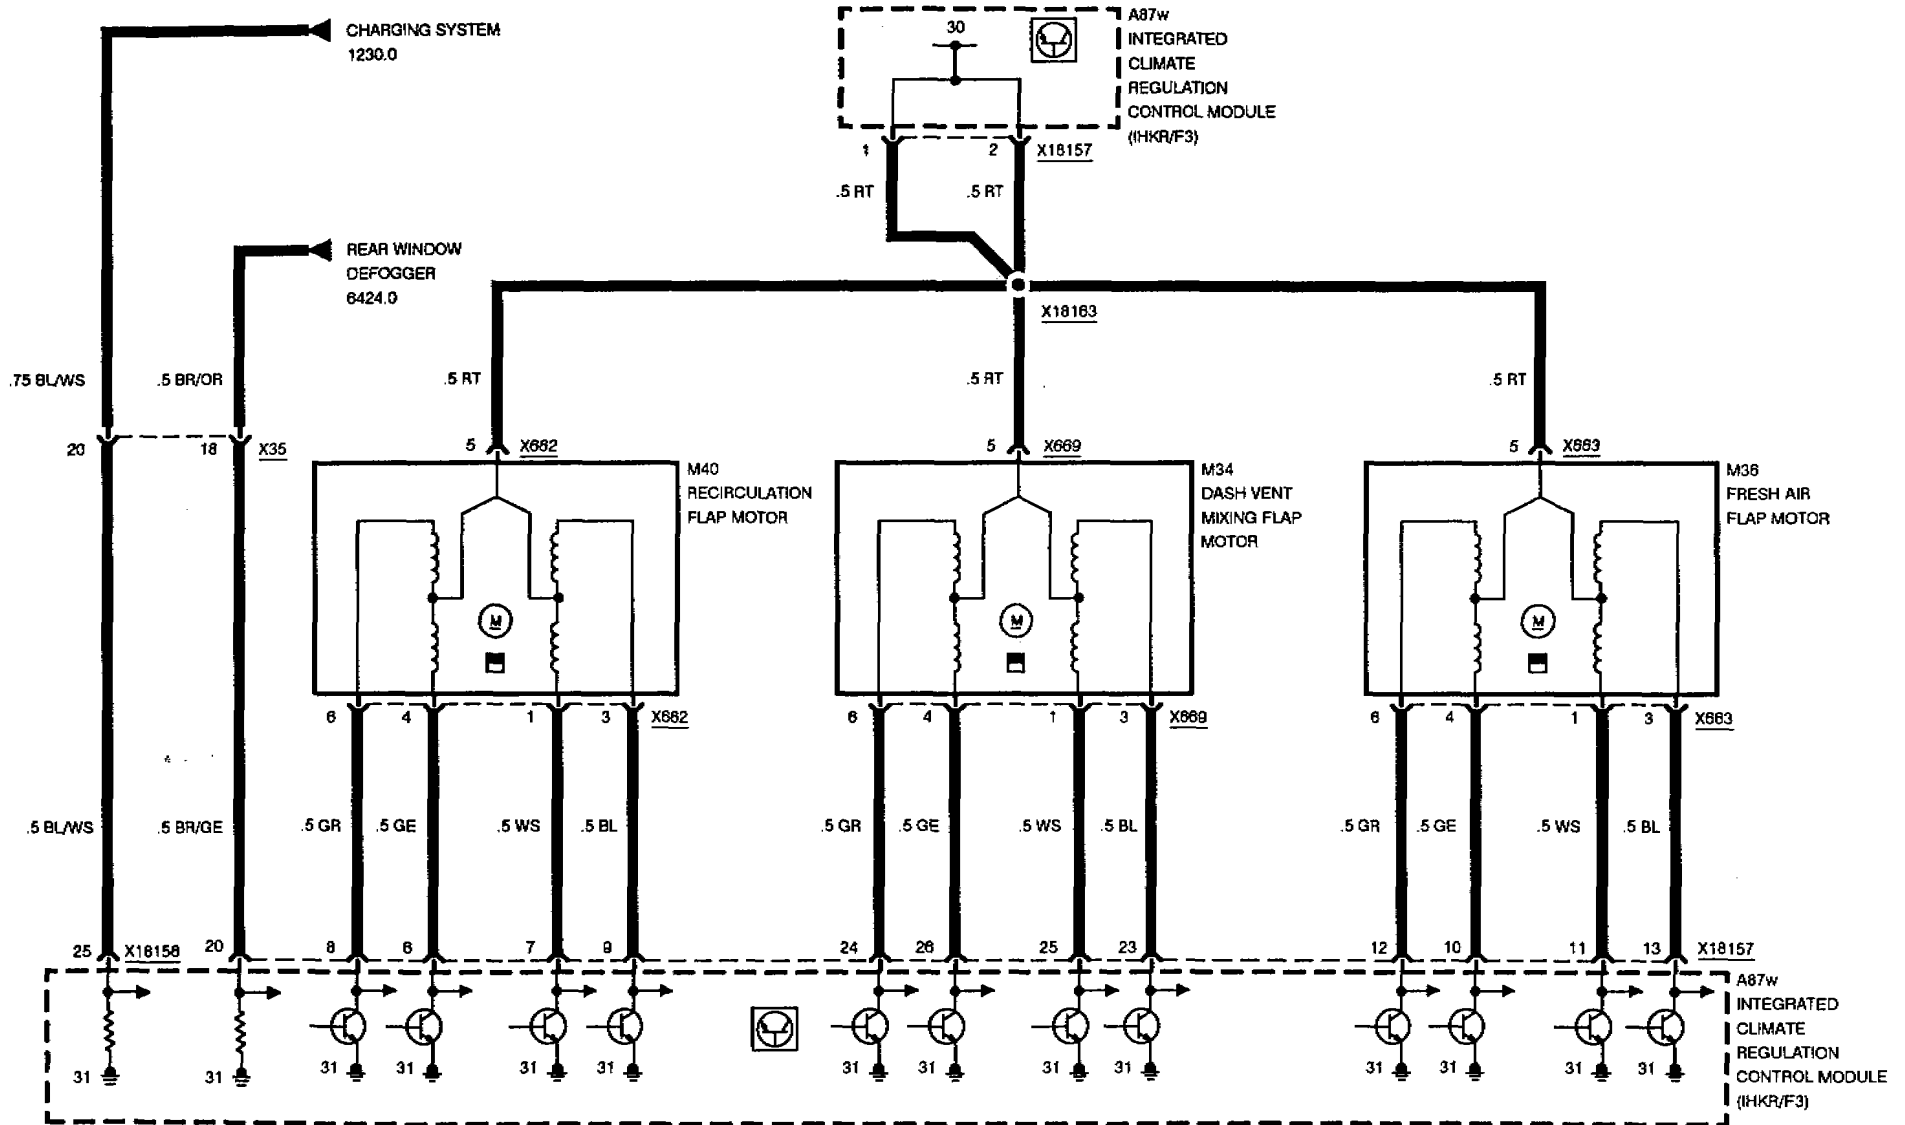 CHARGING SYSTEM
1230.0
30
A87w
INTEGRATED
CLIMATE
REGULATION
CONTROL MODULE
(IHKR/F3)
1
2
X18157
.5 RT
.5 RT
REAR WINDOW
DEFOGGER
6424.0
X18163
.75 BL/WS
.5 BR/OR
.5 RT
.5 RT
.5 RT
20
18
X35
5
X662
5
X669
5
X663
M40
RECIRCULATION
FLAP MOTOR
M34
DASH VENT
MIXING FLAP
MOTOR
M36
FRESH AIR
FLAP MOTOR
M
M
M
6
4
1
3
X662
6
4
1
3
X669
6
4
1
3
X663
.5 BL/WS
.5 BR/GE
.5 GR
.5 GE
.5 WS
.5 BL
.5 GR
.5 GE
.5 WS
.5 BL
.5 GR
.5 GE
.5 WS
.5 BL
25
X18158
20
8
6
7
9
24
26
25
23
12
10
11
13
X18157
A87w
INTEGRATED
CLIMATE
REGULATION
CONTROL MODULE
(IHKR/F3)
31
31
31
31
31
31
31
31
31
31
31
31
31
31